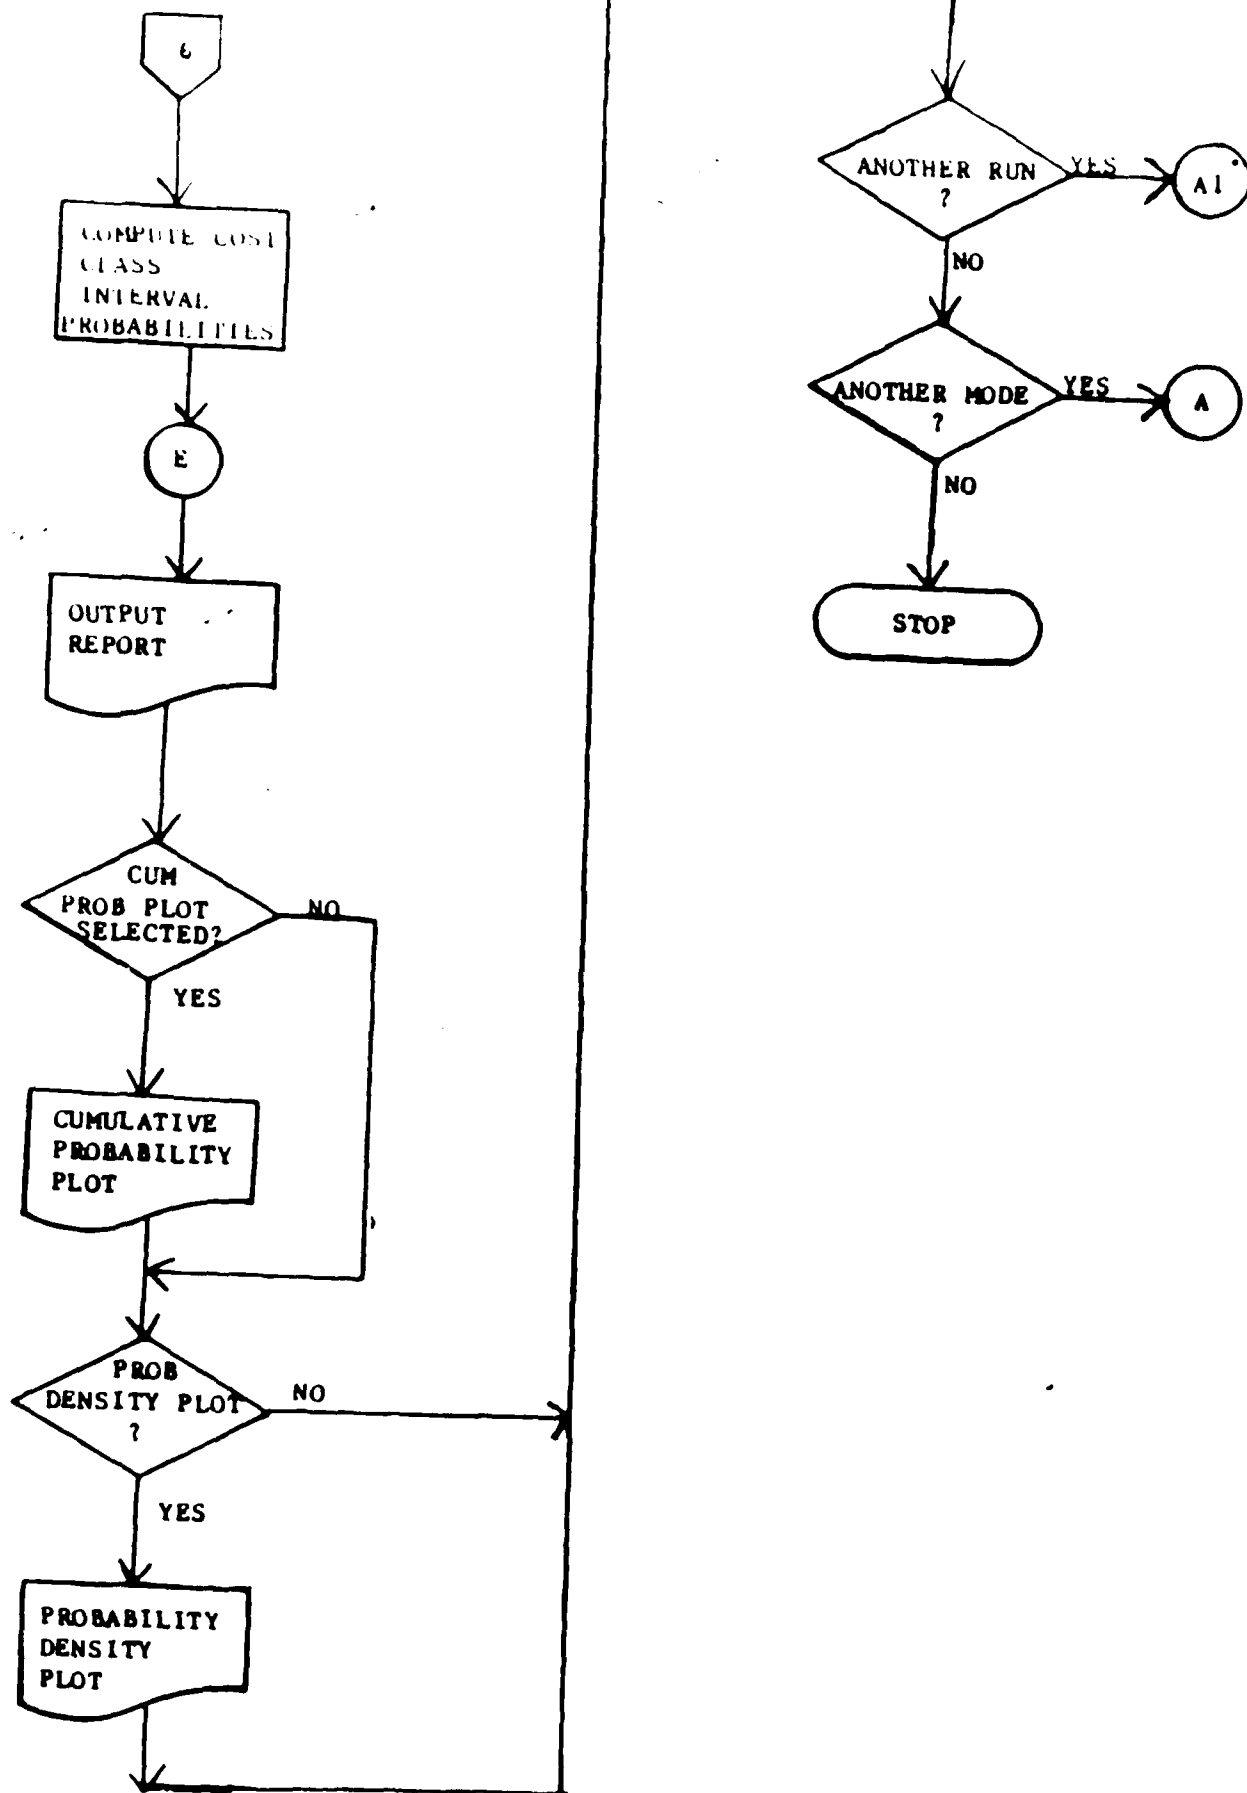 6
COMPUTE COST
CLASS
INTERVAL
PROBABILITIES
E
OUTPUT
REPORT
CUM
PROB PLOT
SELECTED?
NO
YES
CUMULATIVE
PROBABILITY
PLOT
PROB
DENSITY PLOT
?
NO
YES
PROBABILITY
DENSITY
PLOT
ANOTHER RUN
?
YES
A1
NO
ANOTHER MODE
?
YES
A
NO
STOP